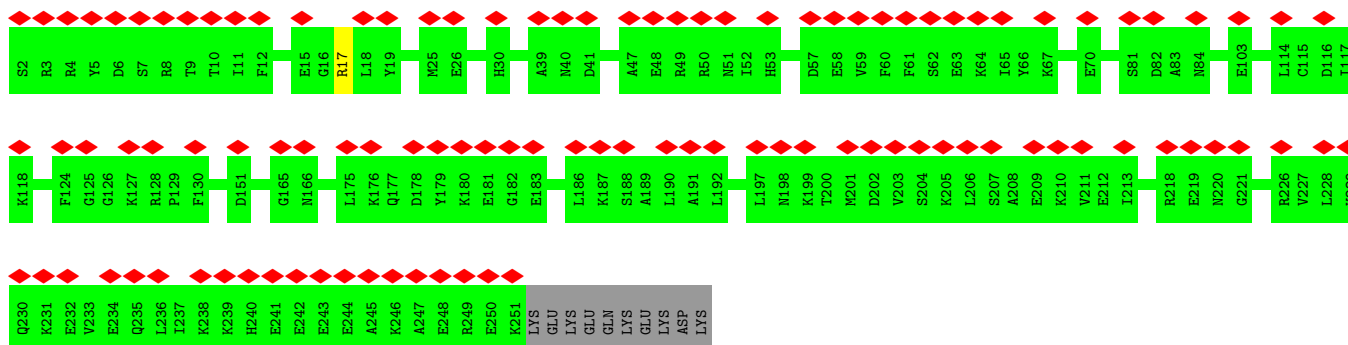 S2 R3 R4 Y5 D6 S7 R8 T9 T10 I11 F12 E15 G16 R17 L18 Y19 M25 E26 H30 A39 N40 D41 A47 E48 R49 R50 N51 I52 H53 D57 E58 V59 F60 F61 S62 E63 K64 I65 Y66 K67 E70 S81 D82 A83 N84 E103 L114 C115 D116 I117
K118 F124 G125 G126 K127 R128 P129 F130 D151 G165 N166 L175 K176 Q177 D178 Y179 K180 E181 G182 E183 L186 K187 S188 A189 L190 A191 L192 L197 N198 K199 T200 M201 D202 V203 S204 K205 L206 S207 A208 E209 K210 V211 E212 I213 R218 E219 N220 G221 R226 V227 L228
Q230 K231 E232 V233 E234 Q235 L236 I237 K238 K239 H240 E241 E242 E243 E244 A245 K246 A247 E248 R249 E250 K251 LYS GLU LYS GLU GLN LYS GLU LYS ASP LYS